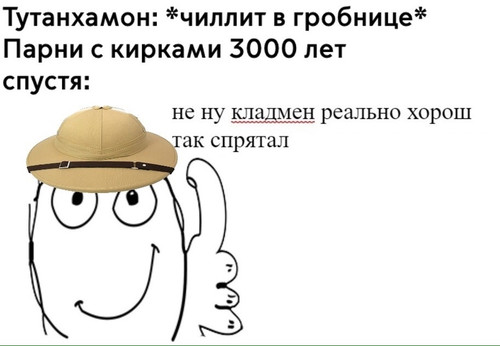 Тутанхамон: *чиллит в гробнице*
Парни с кирками 3000 лет
спустя:
не ну кладмен реально хорош
так спрятал